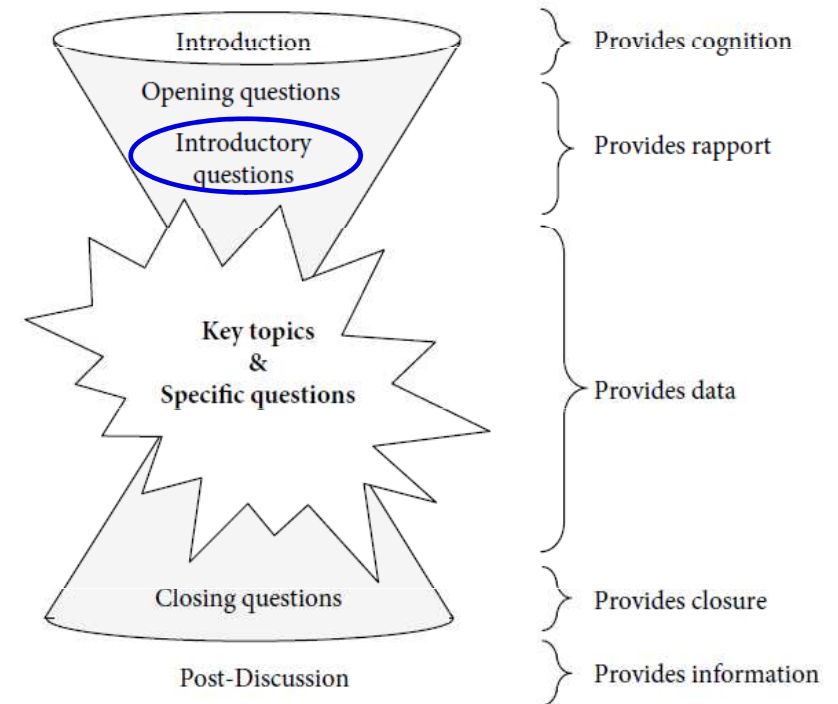 Introduction
Provides cognition
Opening questions
Introductory
questions
Provides rapport
Key topics
&
Specific questions
Provides data
Closing questions
Provides closure
Post-Discussion
Provides information